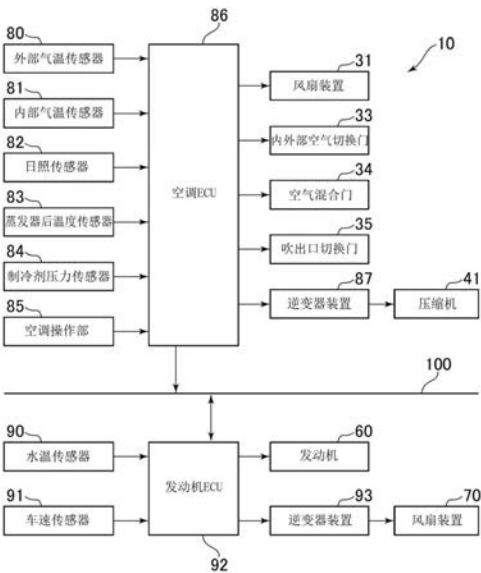 80
外部气温传感器
81
内部气温传感器
82
日照传感器
83
蒸发器后温度传感器
84
制冷剂压力传感器
85
空调操作部
86
空调ECU
10
31
风扇装置
33
内外部空气切换门
34
空气混合门
35
吹出口切换门
87
逆变器装置
41
压缩机
100
90
水温传感器
91
车速传感器
发动机ECU
92
60
发动机
93
逆变器装置
70
风扇装置